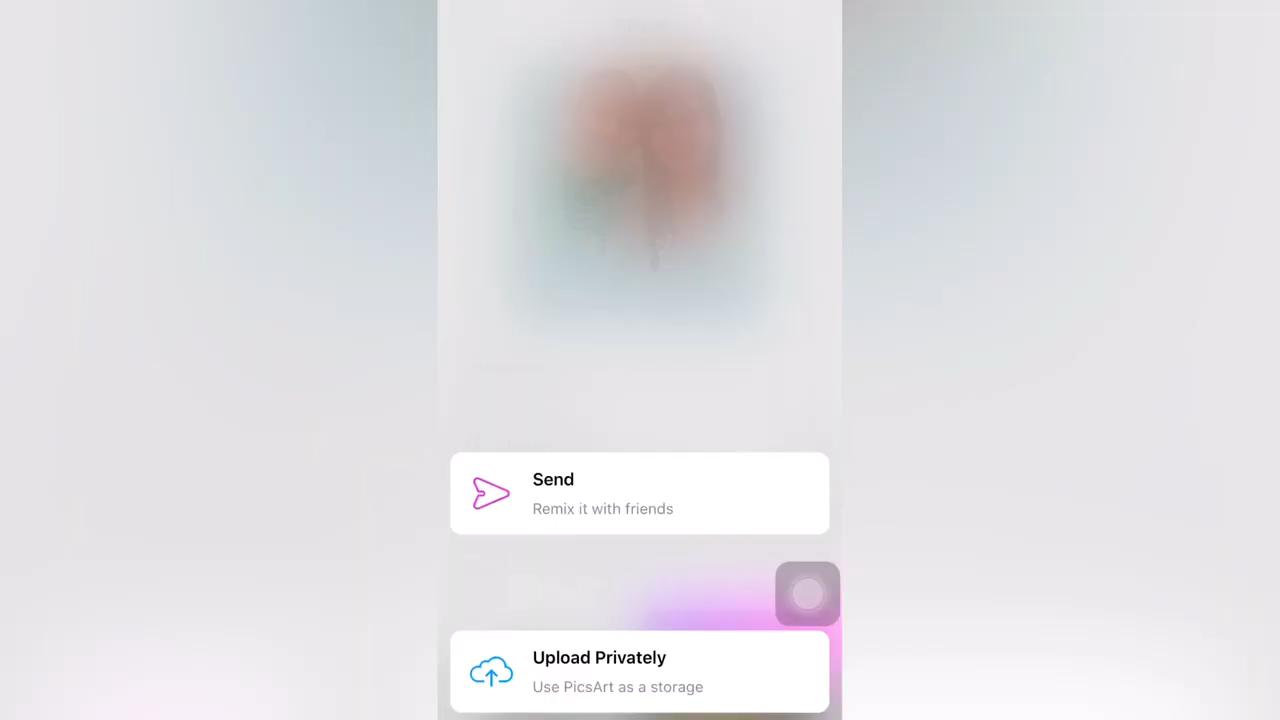 Send
Remix it with friends
Upload Privately
Use PicsArt as a storage